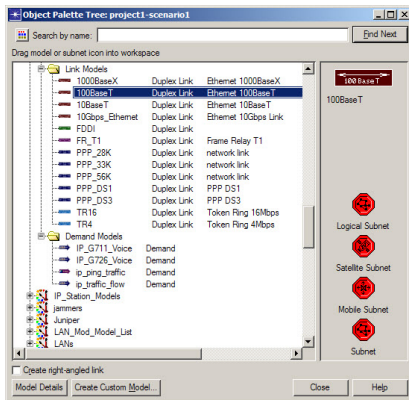 Object Palette Tree: project1-scenario1
Search by name:
Find Next
Drag model or subnet icon into workspace
Link Models
1000BaseX Duplex Link Ethernet 1000BaseX
100BaseT Duplex Link Ethernet 100BaseT
10BaseT Duplex Link Ethernet 10BaseT
10Gbps_Ethernet Duplex Link Ethernet 10Gbps Link
FDDI Duplex Link
FR_T1 Duplex Link Frame Relay T1
PPP_28K Duplex Link network link
PPP_33K Duplex Link network link
PPP_56K Duplex Link network link
PPP_DS1 Duplex Link PPP DS1
PPP_DS3 Duplex Link PPP DS3
TR16 Duplex Link Token Ring 16Mbps
TR4 Duplex Link Token Ring 4Mbps
Demand Models
IP_G711_Voice Demand
IP_G726_Voice Demand
ip_ping_traffic Demand
ip_traffic_flow Demand
IP_Station_Models
jammers
Juniper
LAN_Mod_Model_List
LANs
100BaseT
100BaseT
Logical Subnet
Satellite Subnet
Mobile Subnet
Subnet
Create right-angled link
Model Details
Create Custom Model...
Close
Help